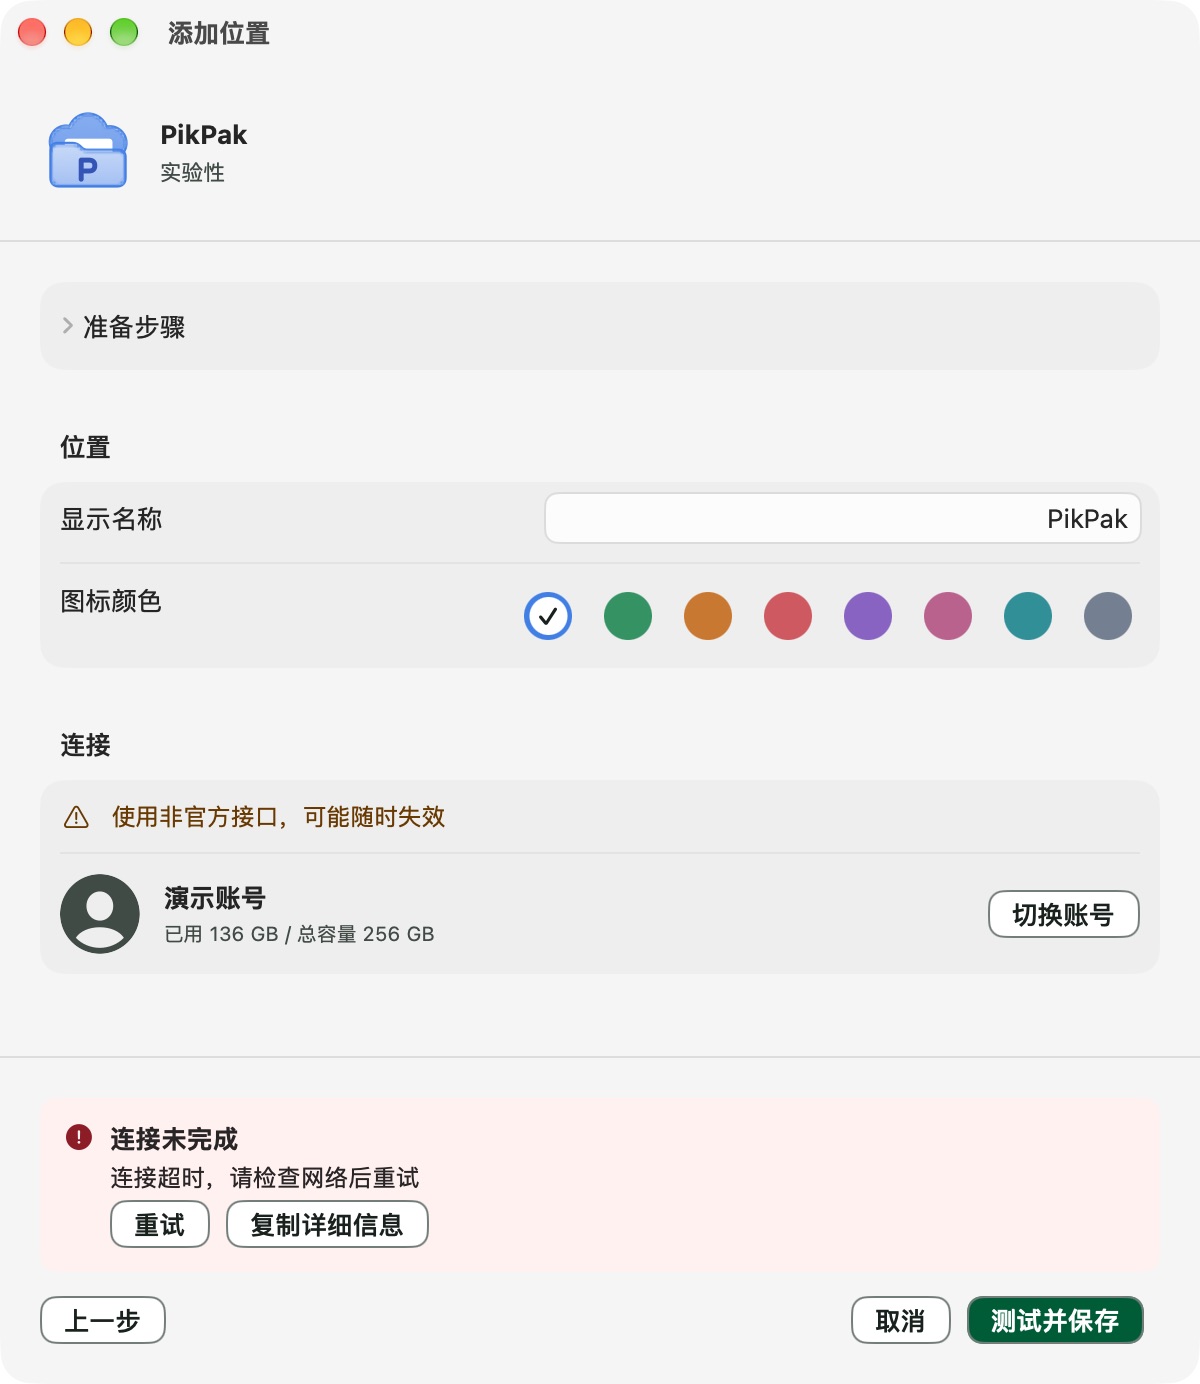 添加位置
PikPak
实验性
P
准备步骤
位置
显示名称
PikPak
图标颜色
连接
使用非官方接口，可能随时失效
演示账号
已用 136 GB / 总容量 256 GB
切换账号
连接未完成
连接超时，请检查网络后重试
重试
复制详细信息
上一步
取消
测试并保存